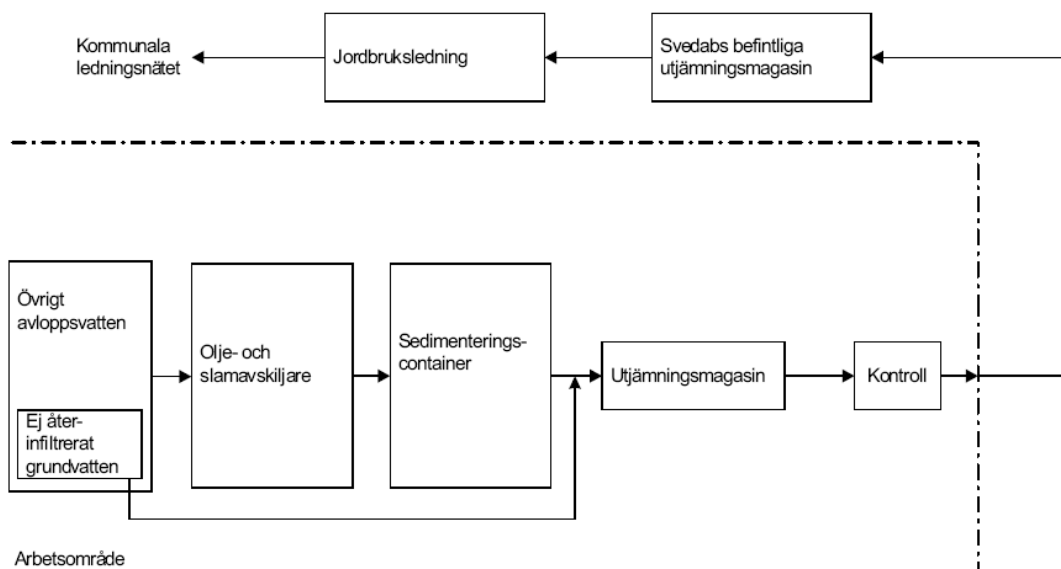 Kommunala
ledningsnätet
Jordbruksledning
Svedabs befintliga
utjämningsmagasin
Övrigt
avloppsvatten
Ej åter-
infiltrerat
grundvatten
Olje- och
slamavskiljare
Sedimenterings-
container
Utjämningsmagasin
Kontroll
Arbetsområde